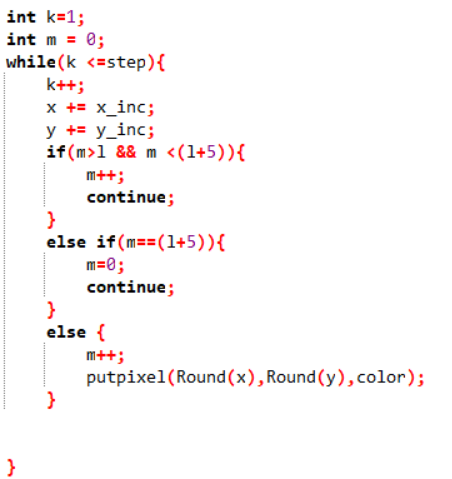 int k=1;
int m = 0;
while(k <=step){
k++;
x += x_inc;
y += y_inc;
if(m>l && m <(l+5)){
m++;
continue;
}
else if(m==(l+5)){
m=0;
continue;
}
else {
m++;
putpixel(Round(x),Round(y),color);
}
}